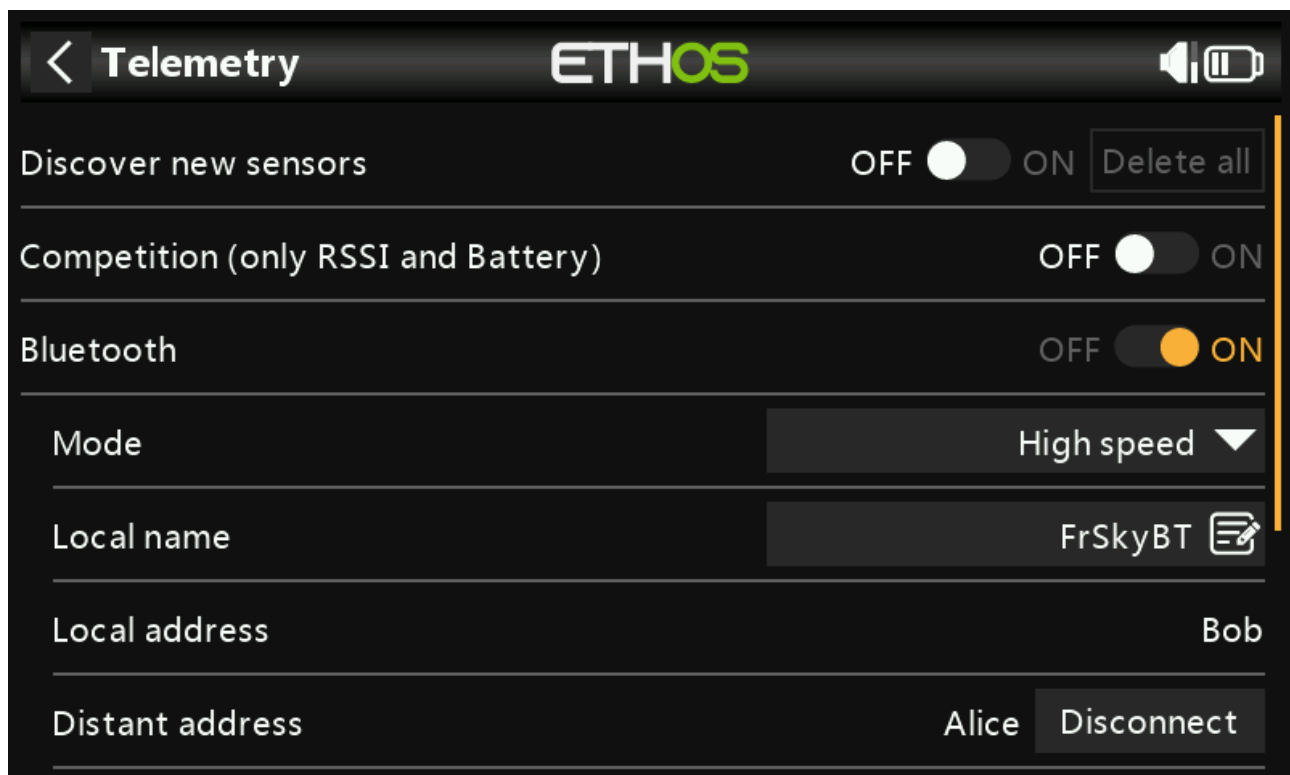 Telemetry ETHOS
Discover new sensors OFF ON Delete all
Competition (only RSSI and Battery) OFF ON
Bluetooth OFF ON
Mode High speed
Local name FrSkyBT
Local address Bob
Distant address Alice Disconnect